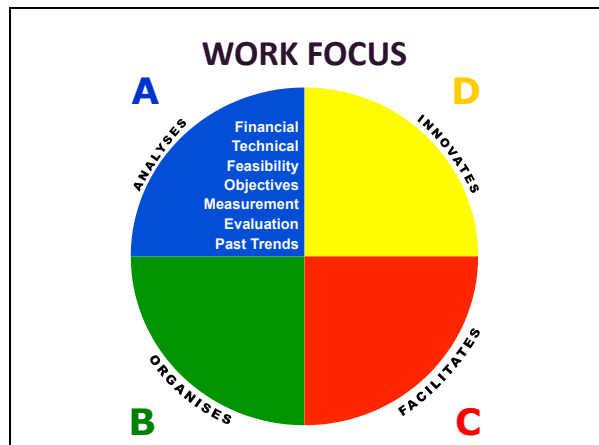 WORK FOCUS
A
D
ANALYSES
INNOVATES
Financial
Technical
Feasibility
Objectives
Measurement
Evaluation
Past Trends
ORGANISES
FACILITATES
B
C